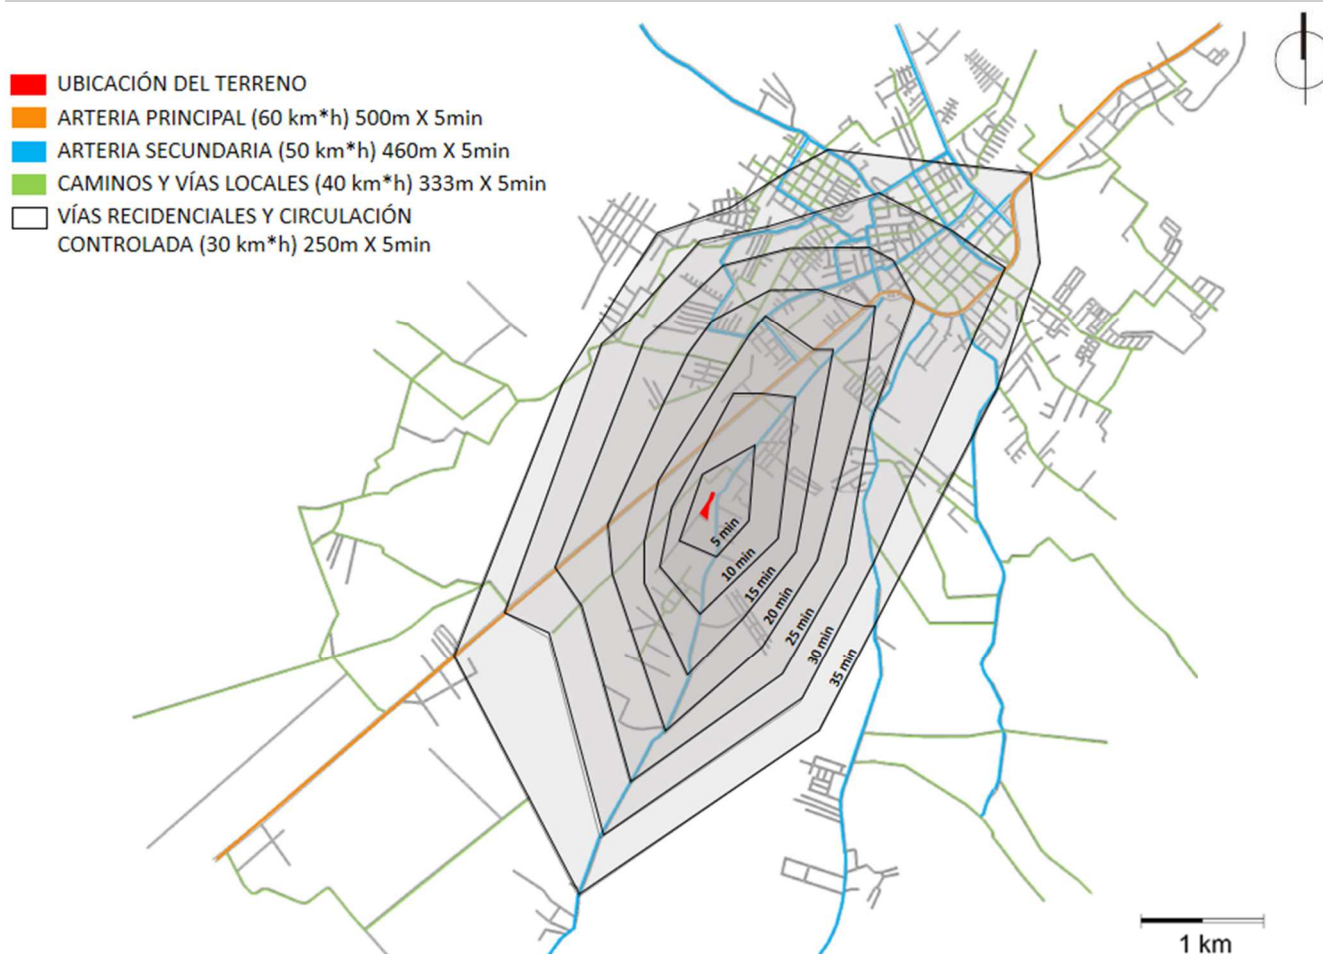 UBICACIÓN DEL TERRENO
ARTERIA PRINCIPAL (60 km*h) 500m X 5min
ARTERIA SECUNDARIA (50 km*h) 460m X 5min
CAMINOS Y VÍAS LOCALES (40 km*h) 333m X 5min
VÍAS RECIDENCIALES Y CIRCULACIÓN
CONTROLADA (30 km*h) 250m X 5min
5 min
10 min
15 min
20 min
25 min
30 min
35 min
1 km